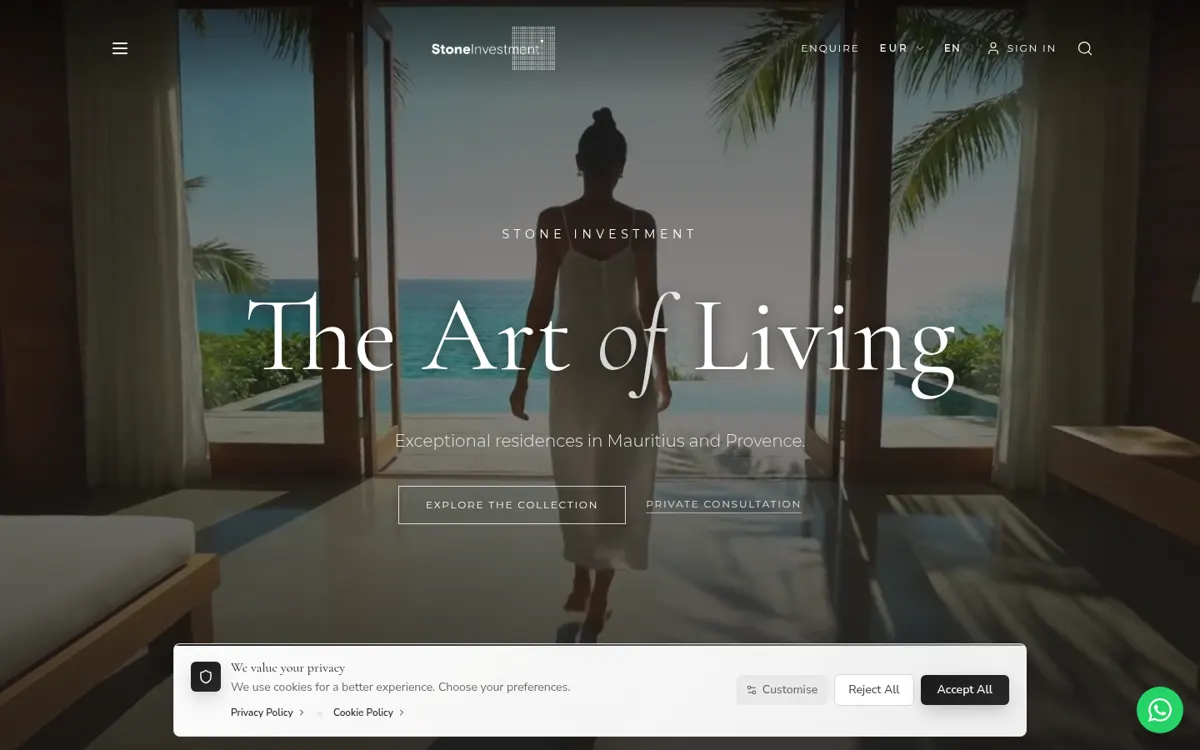 StoneInvestment
ENQUIRE
EUR
EN
SIGN IN
STONE INVESTMENT
The Art of Living
Exceptional residences in Mauritius and Provence.
EXPLORE THE COLLECTION
PRIVATE CONSULTATION
We value your privacy
We use cookies for a better experience. Choose your preferences.
Privacy Policy
Cookie Policy
Customise
Reject All
Accept All